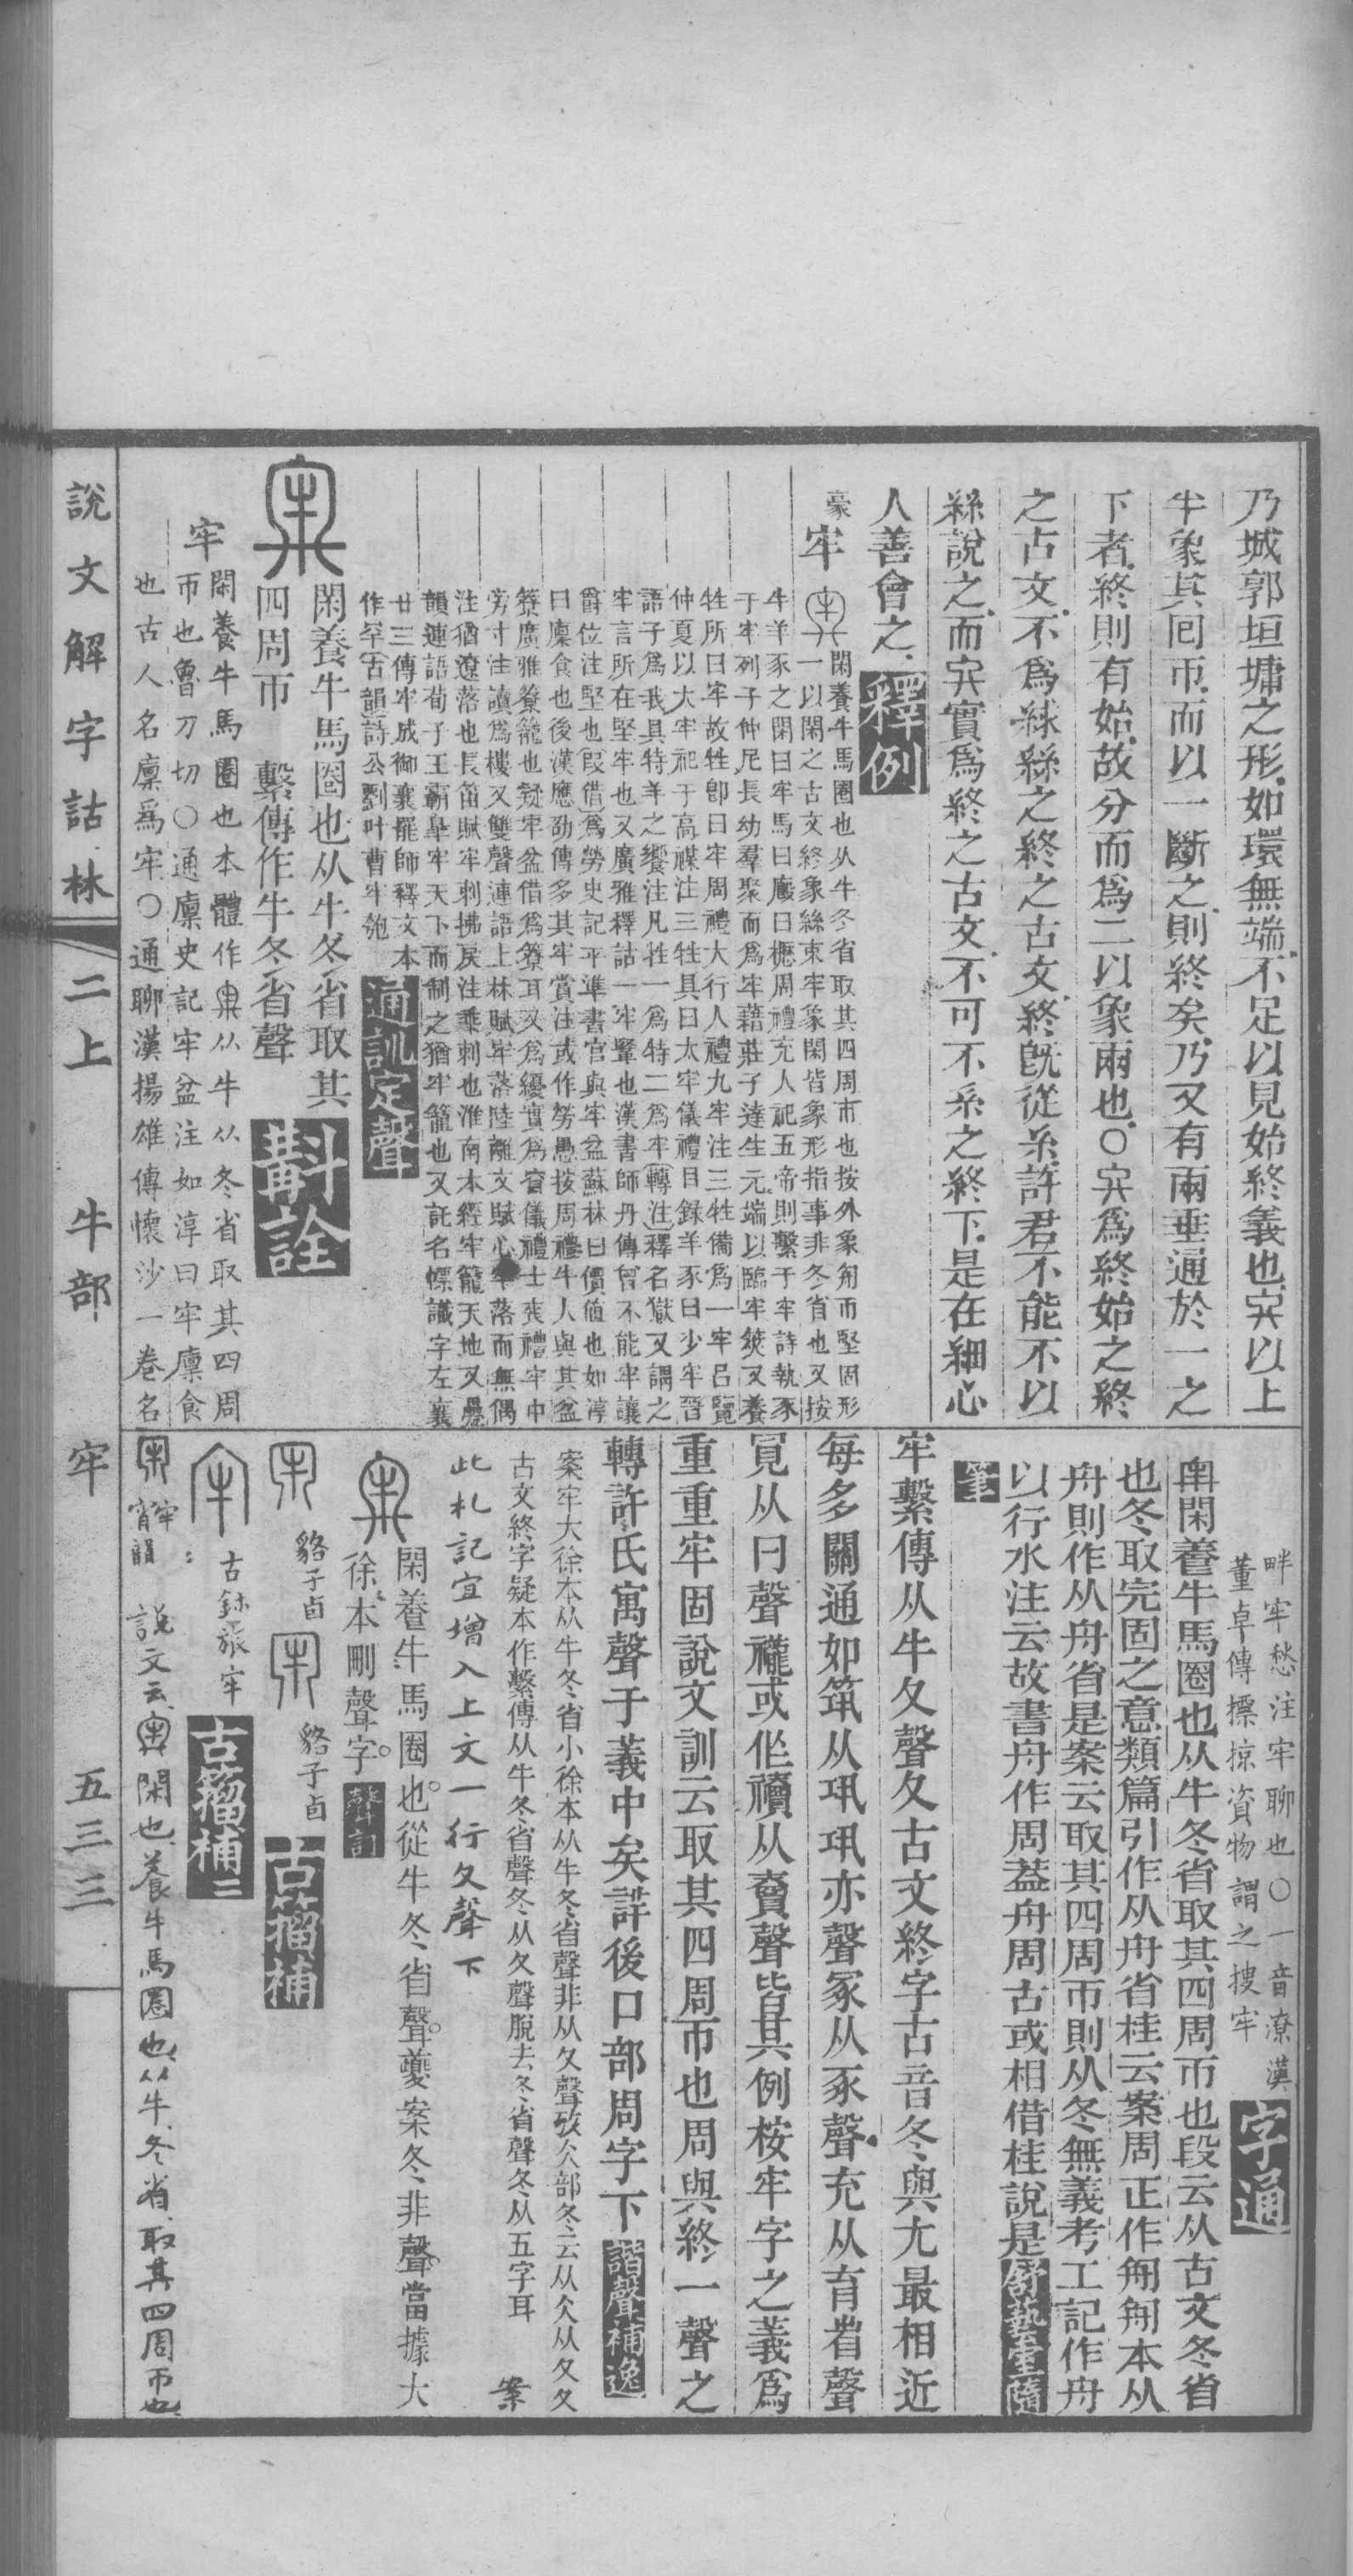 乃城郭垣墉之形.如環無端.不足以見始終義也.㝎以上
半象其囘帀.而以一斷之.則終矣.乃又有兩垂通於一之
下者.終則有始.故分而爲二以象兩也.〇爲終始之終
之古文.不爲絿絲之終之古文.終旣從糸.許君不能不以
絲說之.而實爲終之古文.不可不系之終下.是在細心
人善會之.釋例
豪牢
閑養牛馬圈也从牛冬省取其四周帀也按外象匊而堅固形
一以閑之古文終象絲束牢象閑皆象形指事非冬省也又按
牛羊豕之閑曰牢馬曰廄曰櫪周禮充人祀五帝則繫于牢詩執豕
于牢列子仲尼長幼羣聚而爲牢藉莊子達生元端以臨牢筴又養
牲所曰牢故牲卽曰牢周禮大行人禮九牢注三牲備爲一牢呂覽
仲夏以大牢祀于高禖注三牲具曰太牢儀禮目錄羊豕曰少牢晉
語子爲我具特羊之饗注凡牲一爲特二爲牢轉注釋名獄又謂之
牢言所在堅牢也又廣雅釋詁一牢堅也漢書師丹傳曾不能牢讓
爵位注堅也叚借爲勞史記平準書官與牢盆蘇林曰價値也如淳
曰廩食也後漢應劭傳多其牢賞注或作勞愚按周禮牛人與其盆
簝廣雅簝籠也疑牢盆借爲簝耳又爲纋實爲窅儀禮士喪禮牢中
旁寸注讀爲樓又雙聲連語上林賦牢落陸離文賦心牢落而無偶
注猶遼落也長笛賦牢剌拂戾注乖剌也淮南本經牢籠天地又疊
韻連語荀子王霸睪牢天下而制之猶牢籠也又託名幖識字左襄
廿三傳牢成御襄罷師釋文本
作罕古韻詩公劉叶曹牢匏通訓定聲
閑養牛馬圈也从牛冬省取其
四周帀　繫傳作牛冬省聲斠詮
牢閑養牛馬圈也本體作从牛从冬省取其四周
帀也魯刀切〇通廩史記牢盆注如淳曰牢廩食
也古人名廩爲牢〇通聊漢揚雄傳懷沙一卷名
畔牢愁注牢聊也〇一音潦漢
董卓傳摽掠資物謂之搜牢字通
閑養牛馬圈也从牛冬省取其四周帀也段云从古文冬省
也冬取完固之意類篇引作从舟省桂云案周正作匊匊本从
舟則作从舟省是案云取其四周帀則从冬無義考工記作舟
以行水注云故書舟作周葢舟周古或相借桂說是舒藝室隨
筆
牢繫傳从牛夂聲夂古文終字古音冬與尢最相近
每多關通如筑从巩巩亦聲冢从豕聲充从育省聲
冒从冃聲襱或作襩从賣聲皆其例桉牢字之義爲
重重牢固說文訓云取其四周帀也周與終一聲之
轉許氏寓聲于義中矣詳後口部周字下諧聲補逸
案牢大徐本从牛冬省小徐本从牛冬省聲非从夂聲攷仌部冬云从仌从夂夂
古文終字疑本作繫傳从牛冬省聲冬从夂聲脫去冬省聲冬从五字耳　案
此札記宜增入上文一行夂聲下
閑養牛馬圈也從牛冬省聲夔案冬非聲當據大
徐本刪聲字聲訂
貉子卣　貉子卣古籀補
古鉥旅牢古籀補二
牢宵韻：說文云閑也養牛馬圈也从牛冬省取其四周帀也
說文解字詁林　二上　牛部　牢　五三三